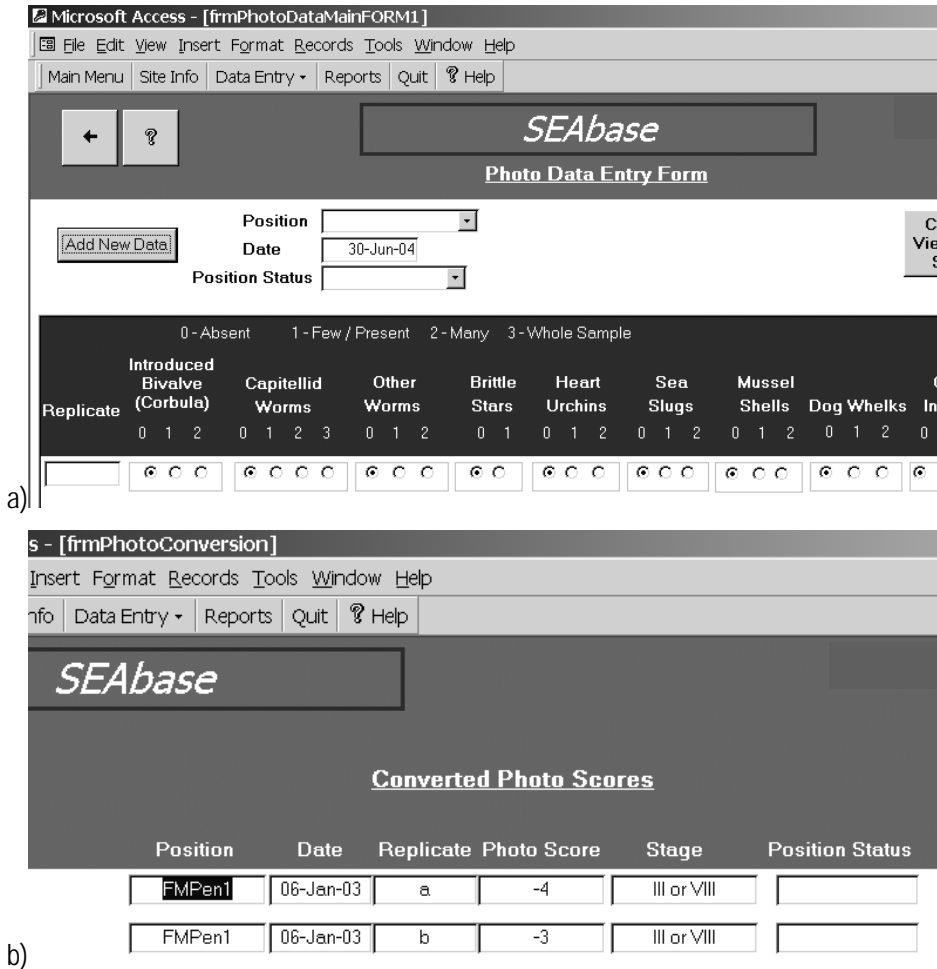 Microsoft Access - [frmPhotoDataMainFORM1]
File Edit View Insert Format Records Tools Window Help
Main Menu Site Info Data Entry Reports Quit ? Help
?
SEAbase
Photo Data Entry Form
Position
Add New Data
Date 30-Jun-04
Position Status
C
Vie
S
0 - Absent 1 - Few / Present 2 - Many 3 - Whole Sample
Introduced
Bivalve Capitellid Other Brittle Heart Sea Mussel
Replicate (Corbula) Worms Worms Stars Urchins Slugs Shells Dog Whelks In
0 1 2 0 1 2 3 0 1 2 0 1 0 1 2 0 1 2 0 1 2 0 1 2 0
a)
s - [frmPhotoConversion]
Insert Format Records Tools Window Help
nfo Data Entry Reports Quit ? Help
SEAbase
Converted Photo Scores
Position Date Replicate Photo Score Stage Position Status
FMPen1 06-Jan-03 a -4 III or VIII
FMPen1 06-Jan-03 b -3 III or VIII
b)